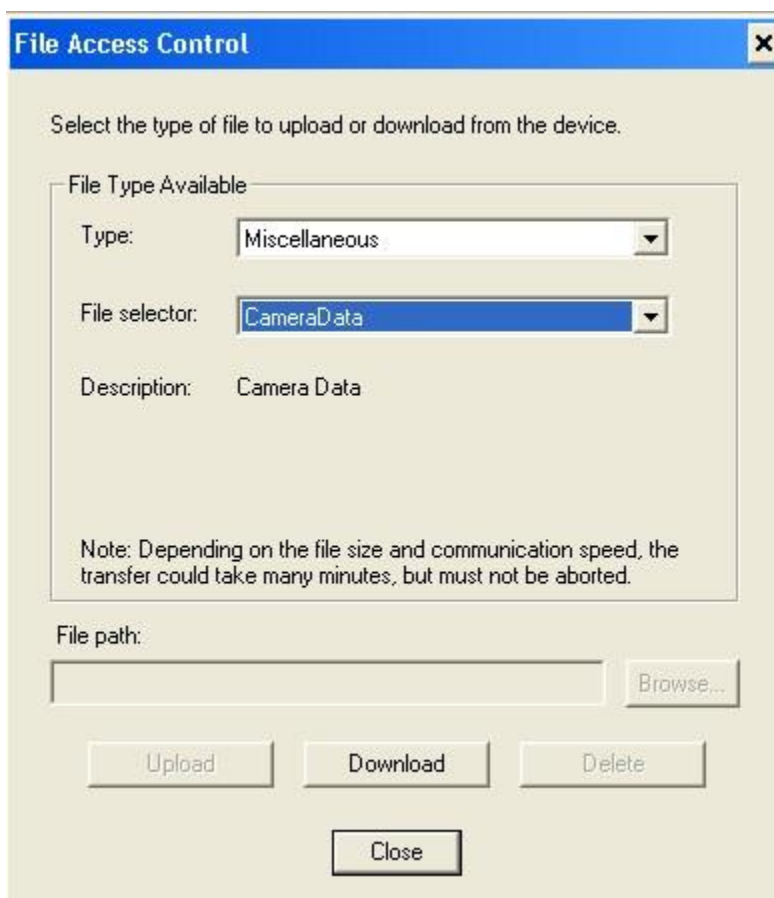 File Access Control
Select the type of file to upload or download from the device.
File Type Available
Type: Miscellaneous
File selector: CameraData
Description: Camera Data
Note: Depending on the file size and communication speed, the
transfer could take many minutes, but must not be aborted.
File path:
Browse...
Upload Download Delete
Close